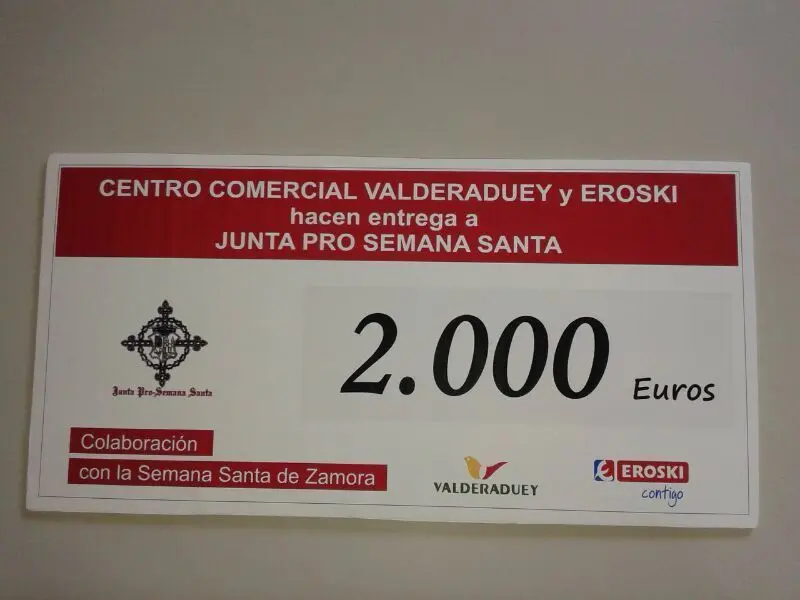 CENTRO COMERCIAL VALDERADUEY y EROSKI
hacen entrega a
JUNTA PRO SEMANA SANTA
2.000 Euros
Junta Pro-Semana Santa
Colaboración
con la Semana Santa de Zamora
VALDERADUEY
EROSKI
contigo